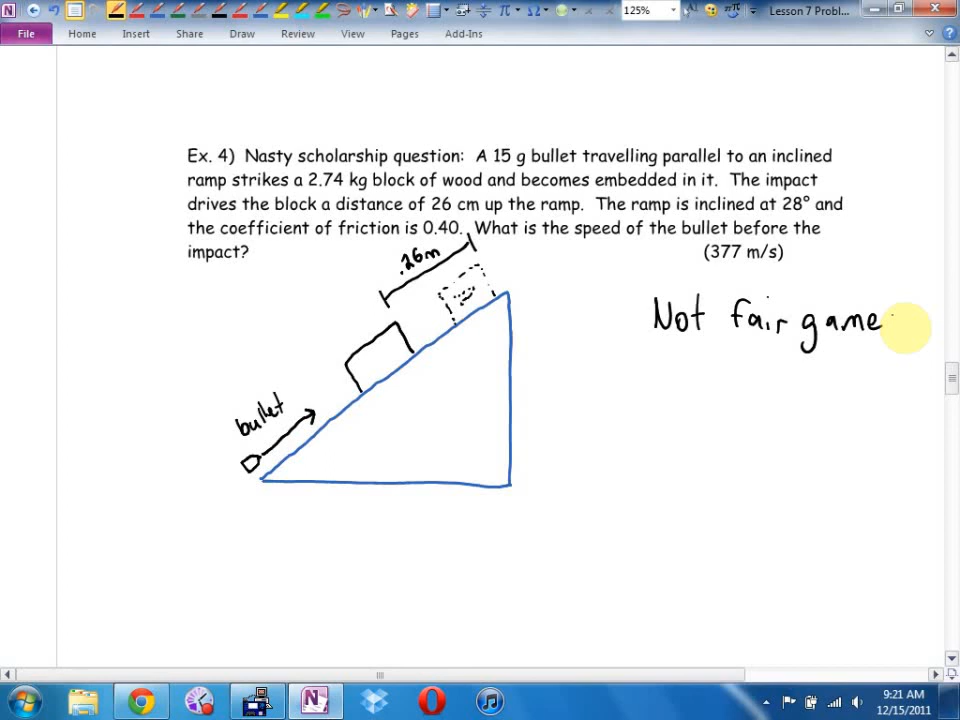 125%
Lesson 7 Probl...
File Home Insert Share Draw Review View Pages Add-Ins
Ex. 4) Nasty scholarship question: A 15 g bullet travelling parallel to an inclined
ramp strikes a 2.74 kg block of wood and becomes embedded in it. The impact
drives the block a distance of 26 cm up the ramp. The ramp is inclined at 28° and
the coefficient of friction is 0.40. What is the speed of the bullet before the
impact? (377 m/s)
.26m
Not fair game
bullet
9:21 AM
12/15/2011